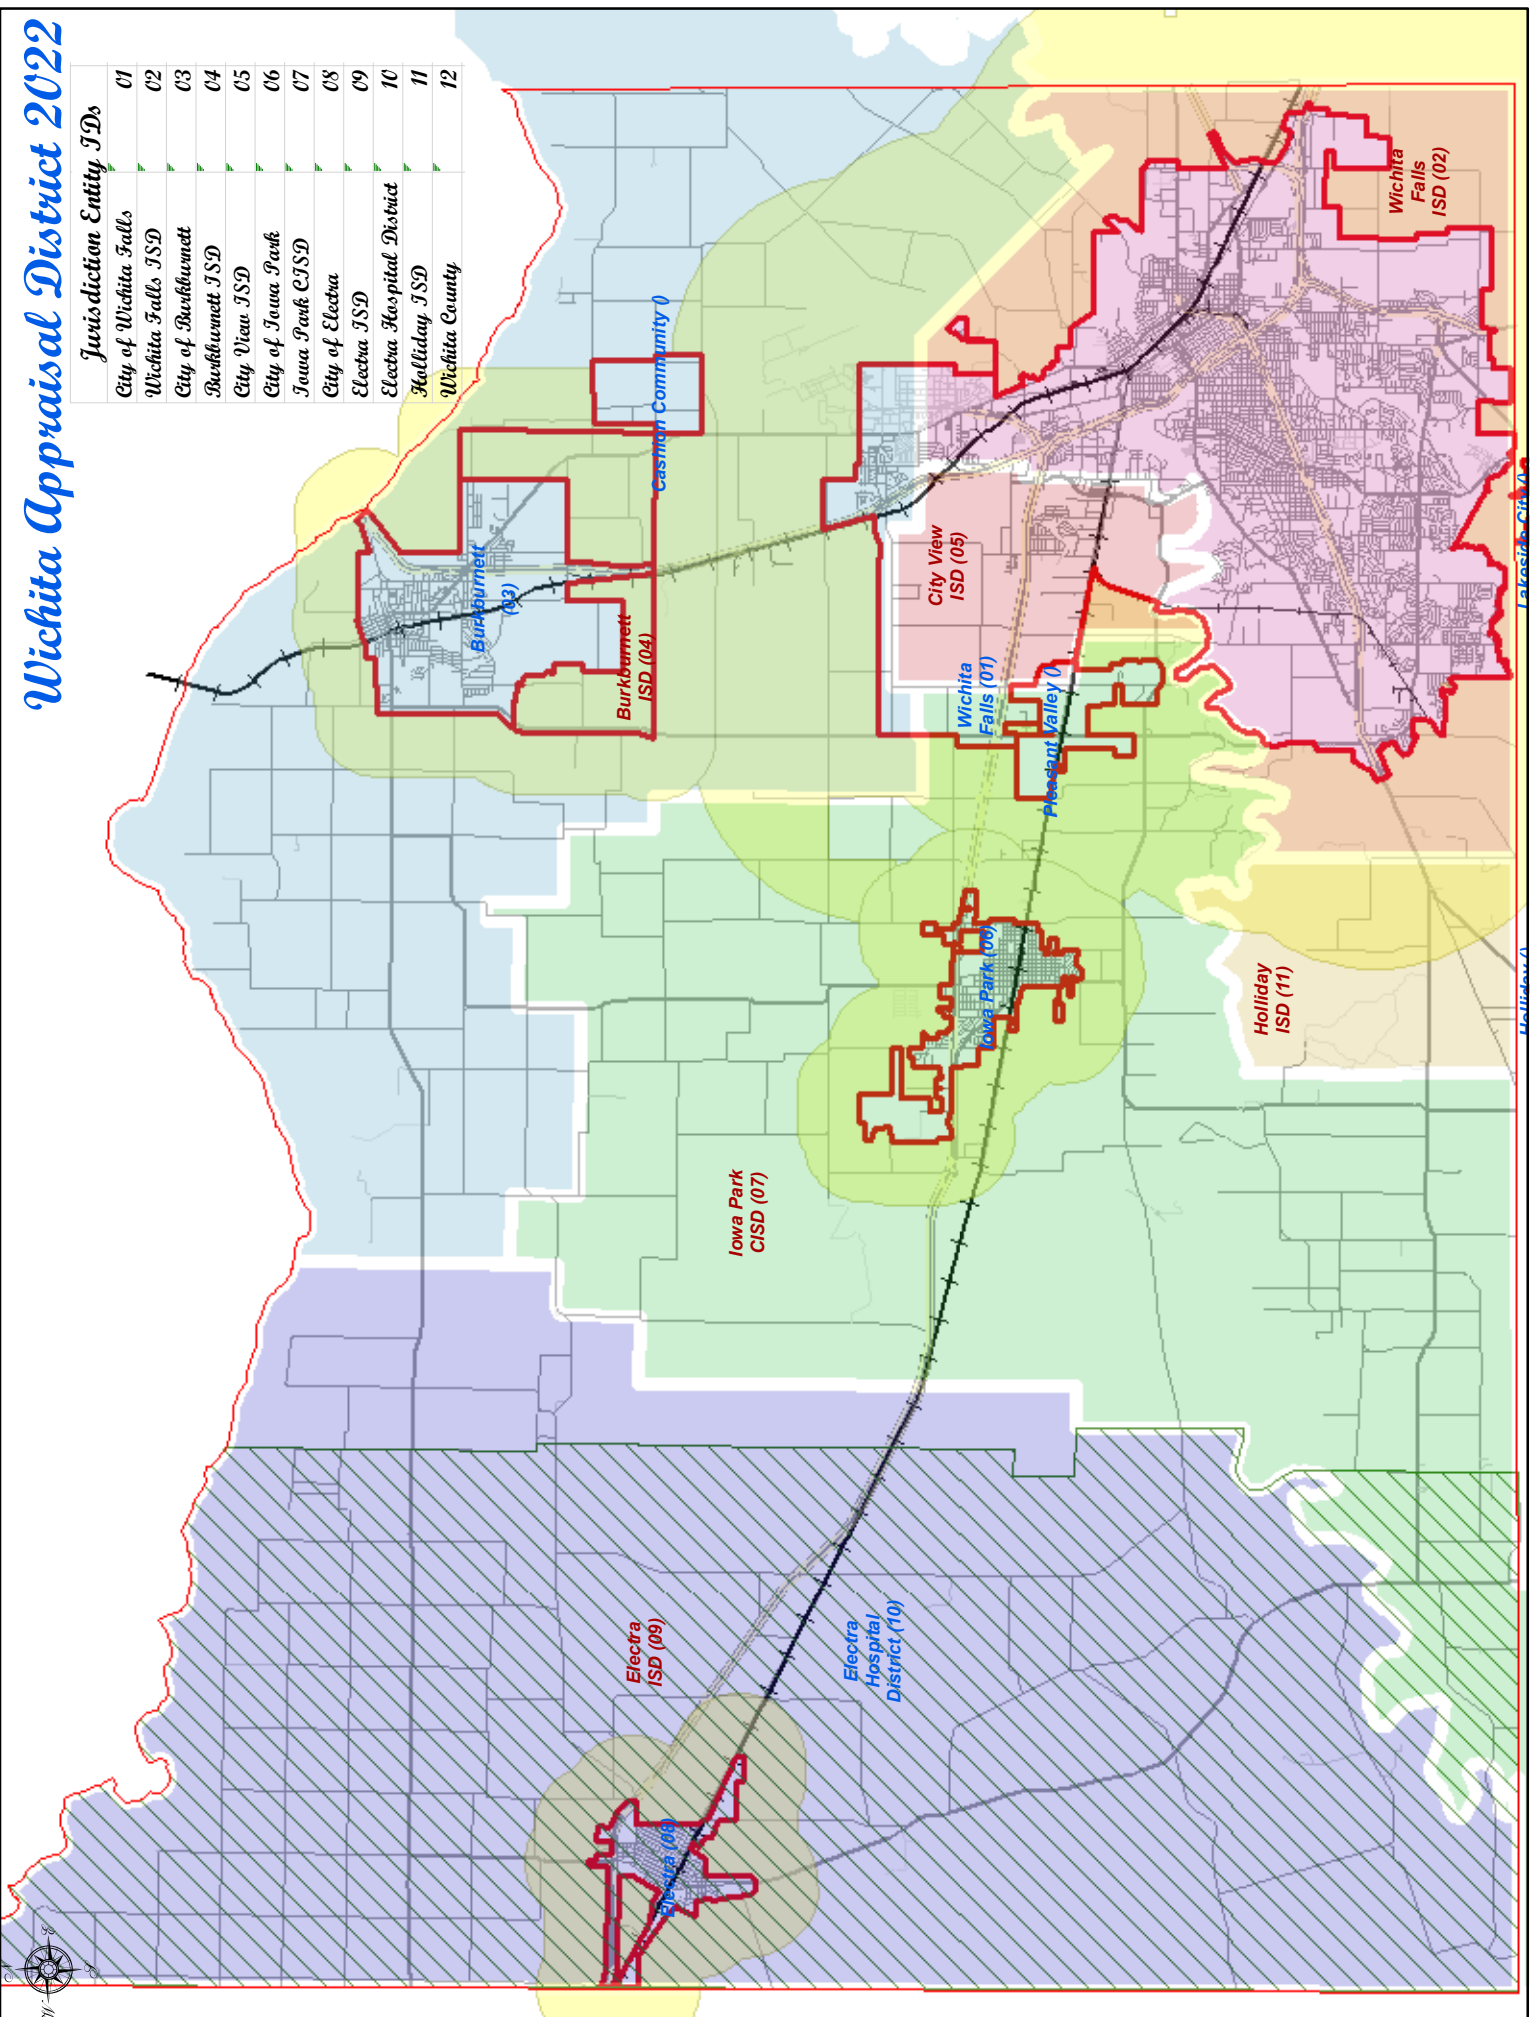 Wichita Appraisal District 2022
Jurisdiction Entity IDs
City of Wichita Falls 01
Wichita Falls ISD 02
City of Burkburnett 03
Burkburnett ISD 04
City View ISD 05
City of Iowa Park 06
Iowa Park CISD 07
City of Electra 08
Electra ISD 09
Electra Hospital District 10
Holliday ISD 11
Wichita County 12
Cashion Community ()
Burkburnett
(03)
Burkburnett
ISD (04)
City View
ISD (05)
Wichita
Falls (01)
Pleasant Valley ()
Wichita
Falls
ISD (02)
Lakeside City ()
Iowa Park (06)
Iowa Park
CISD (07)
Holliday
ISD (11)
Holliday ()
Electra
ISD (09)
Electra
Hospital
District (10)
Electra (08)